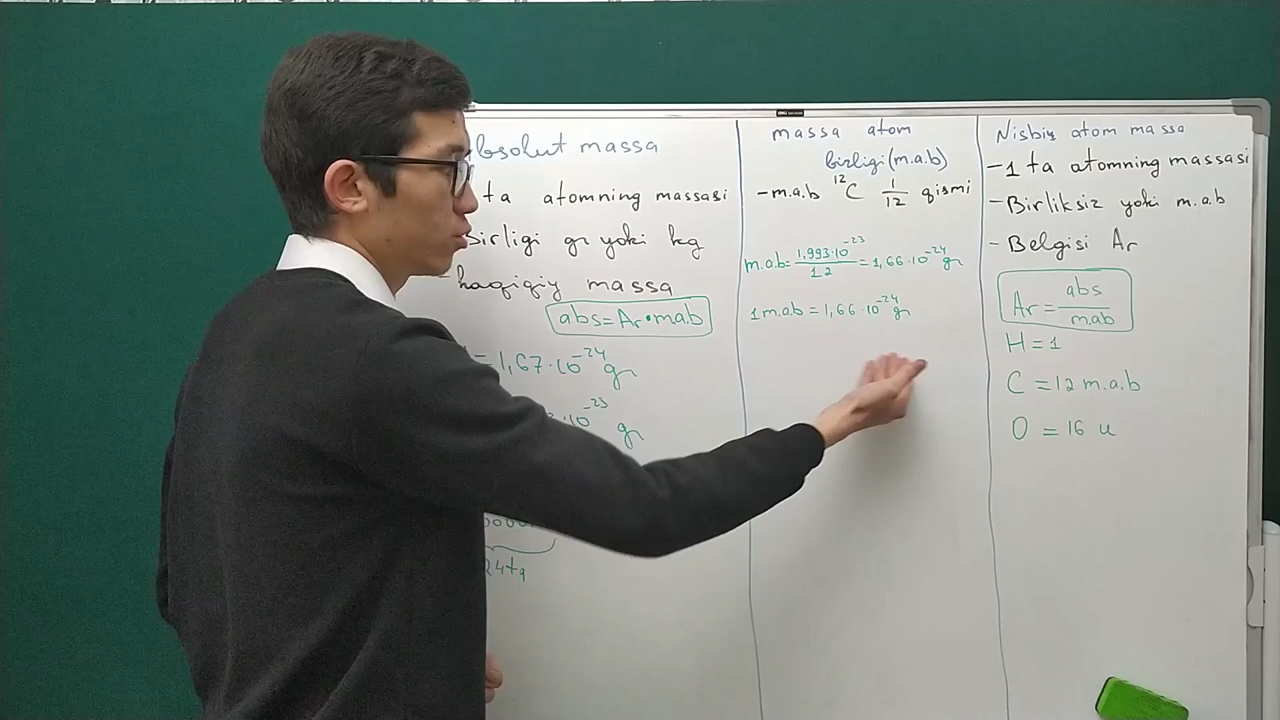 absolut massa
ta atomning massasi
birligi gr yoki kg
haqiqiy massa
abs=Ar•m.a.b
=1,67·10⁻²⁴ gr
·10⁻²³ gr
24ta
massa atom
birligi (m.a.b)
-m.a.b ¹²C 1/12 qismi
m.a.b=1,993·10⁻²³/12=1,66·10⁻²⁴ gr
1 m.a.b=1,66·10⁻²⁴ gr
Nisbiy atom massa
-1 ta atomning massasi
-Birliksiz yoki m.a.b
-Belgisi Ar
Ar=abs/m.a.b
H=1
C=12 m.a.b
O=16 u